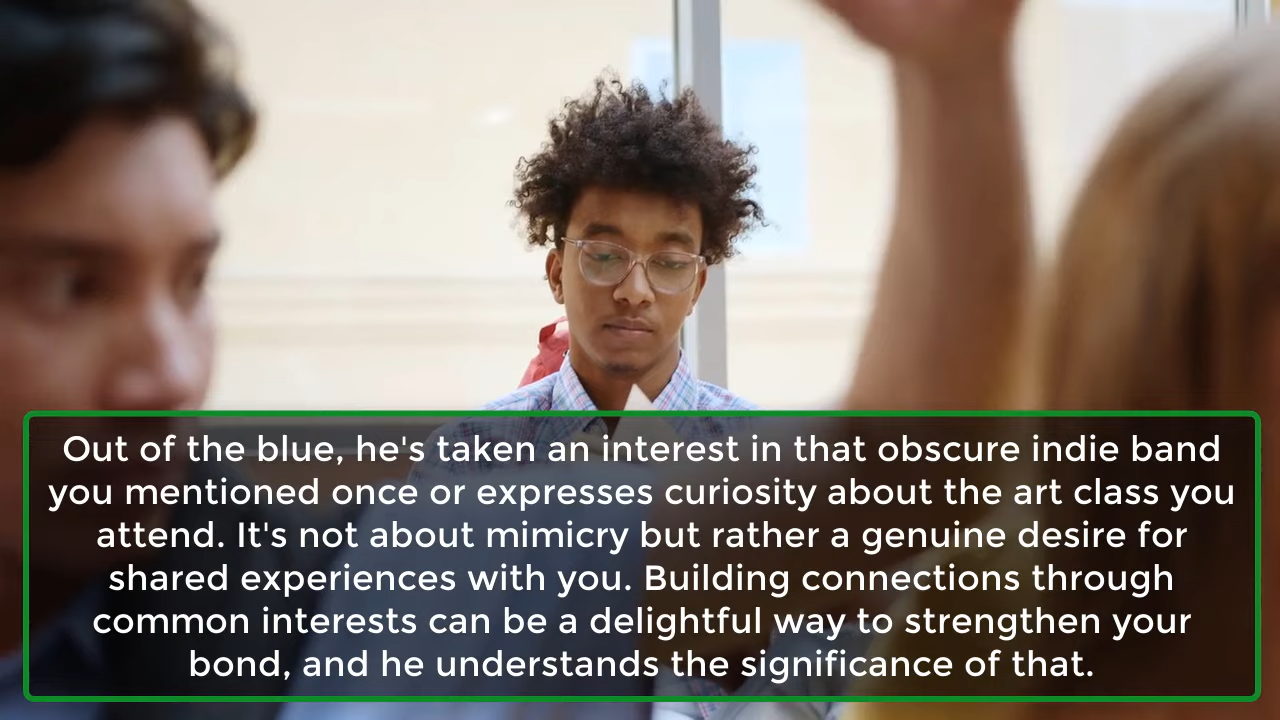 Out of the blue, he's taken an interest in that obscure indie band
you mentioned once or expresses curiosity about the art class you
attend. It's not about mimicry but rather a genuine desire for
shared experiences with you. Building connections through
common interests can be a delightful way to strengthen your
bond, and he understands the significance of that.